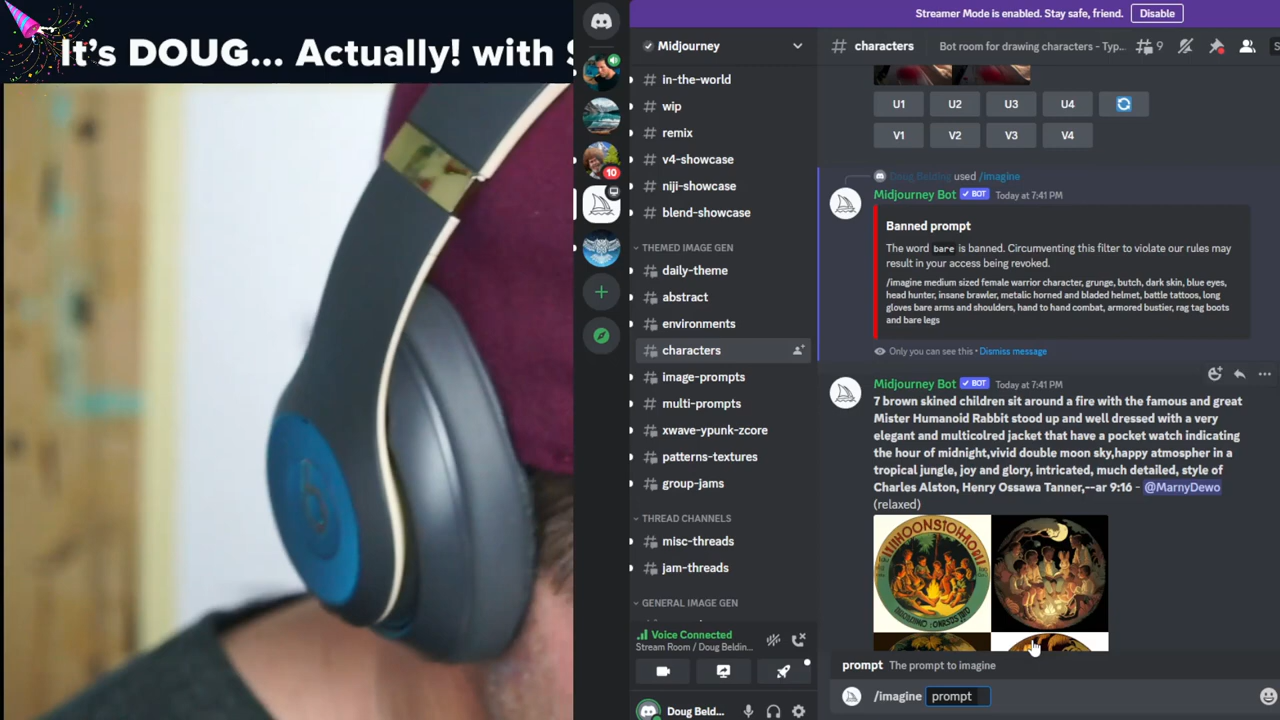 It's DOUG... Actually! with
Streamer Mode is enabled. Stay safe, friend. Disable
Midjourney
# characters Bot room for drawing characters - Typ... 9
in-the-world
wip
remix
v4-showcase
niji-showcase
blend-showcase
THEMED IMAGE GEN
daily-theme
abstract
environments
characters
image-prompts
multi-prompts
xwave-ypunk-zcore
patterns-textures
group-jams
THREAD CHANNELS
misc-threads
jam-threads
GENERAL IMAGE GEN
10
Voice Connected
Stream Room / Doug Beldin...
Doug Beld...
U1 U2 U3 U4
V1 V2 V3 V4
Doug Belding used /imagine
Midjourney Bot ✓ BOT Today at 7:41 PM
Banned prompt
The word bare is banned. Circumventing this filter to violate our rules may
result in your access being revoked.
/imagine medium sized female warrior character, grunge, butch, dark skin, blue eyes,
head hunter, insane brawler, metalic horned and bladed helmet, battle tattoos, long
gloves bare arms and shoulders, hand to hand combat, armored bustier, rag tag boots
and bare legs
Only you can see this • Dismiss message
Midjourney Bot ✓ BOT Today at 7:41 PM
7 brown skined children sit around a fire with the famous and great
Mister Humanoid Rabbit stood up and well dressed with a very
elegant and multicolred jacket that have a pocket watch indicating
the hour of midnight,vivid double moon sky,happy atmospher in a
tropical jungle, joy and glory, intricated, much detailed, style of
Charles Alston, Henry Ossawa Tanner,--ar 9:16 - @MarnyDewo
(relaxed)
prompt The prompt to imagine
/imagine prompt